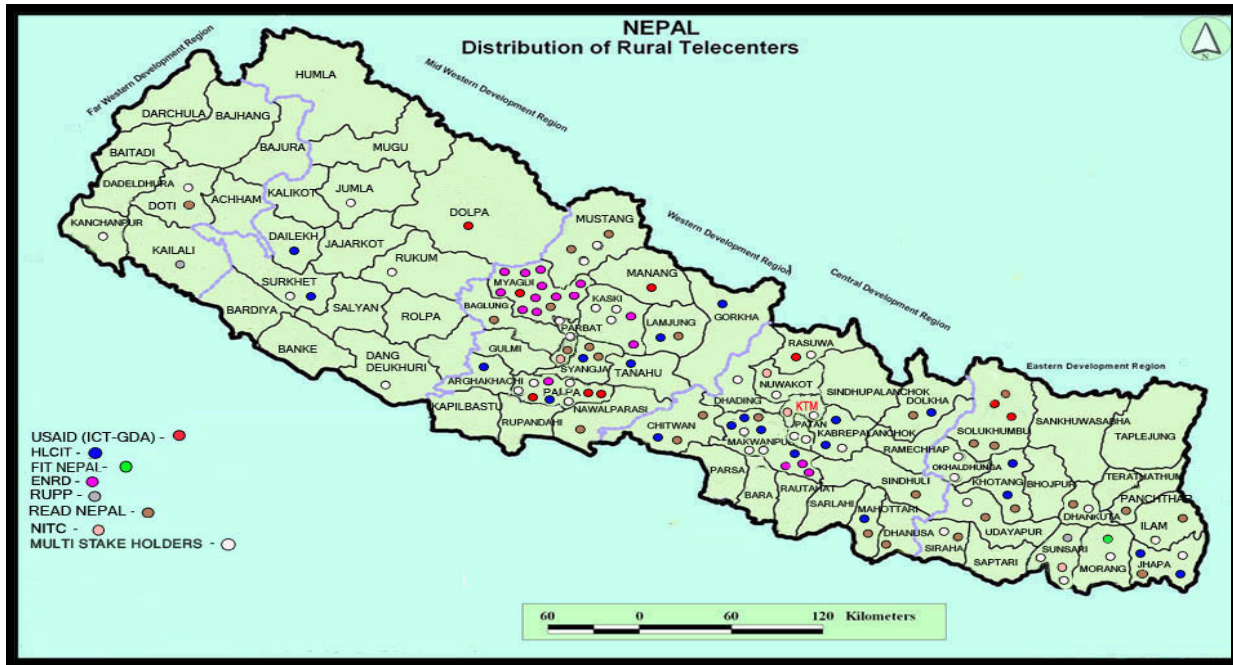 NEPAL
Distribution of Rural Telecenters
N
Far Western Development Region
Mid Western Development Region
Western Development Region
Central Development Region
Eastern Development Region
HUMLA
DARCHULA
BAJHANG
BAITADI
BAJURA
MUGU
DADELDHURA
DOTI
ACHHAM
KALIKOT
JUMLA
KANCHANPUR
KAILALI
DAILEKH
JAJARKOT
DOLPA
MUSTANG
SURKHET
RUKUM
MYAGDI
MANANG
BARDIYA
SALYAN
ROLPA
BAGLUNG
KASKI
LAMJUNG
GORKHA
BANKE
DANG
DEUKHURI
GULMI
PARBAT
SYANGJA
TANAHU
RASUWA
ARGHAKHACHI
PALPA
NUWAKOT
SINDHUPALANCHOK
KAPILBASTU
RUPANDAHI
NAWALPARASI
DHADING
KTM
DOLKHA
CHITWAN
PATAN
KABREPALANCHOK
MAKWANPUR
RAMECHHAP
SOLUKHUMBU
SANKHUWASABHA
TAPLEJUNG
PARSA
BARA
RAUTAHAT
SARLAHI
SINDHULI
OKHALDHUNGA
KHOTANG
BHOJPUR
TERATHATHUM
PANCHTHAR
MAHOTTARI
DHANUSA
SIRAHA
UDAYAPUR
DHANKUTA
ILAM
SAPTARI
SUNSARI
MORANG
JHAPA
USAID (ICT-GDA) -
HLCIT -
FIT NEPAL-
ENRD -
RUPP -
READ NEPAL -
NITC -
MULTI STAKE HOLDERS -
60 0 60 120 Kilometers